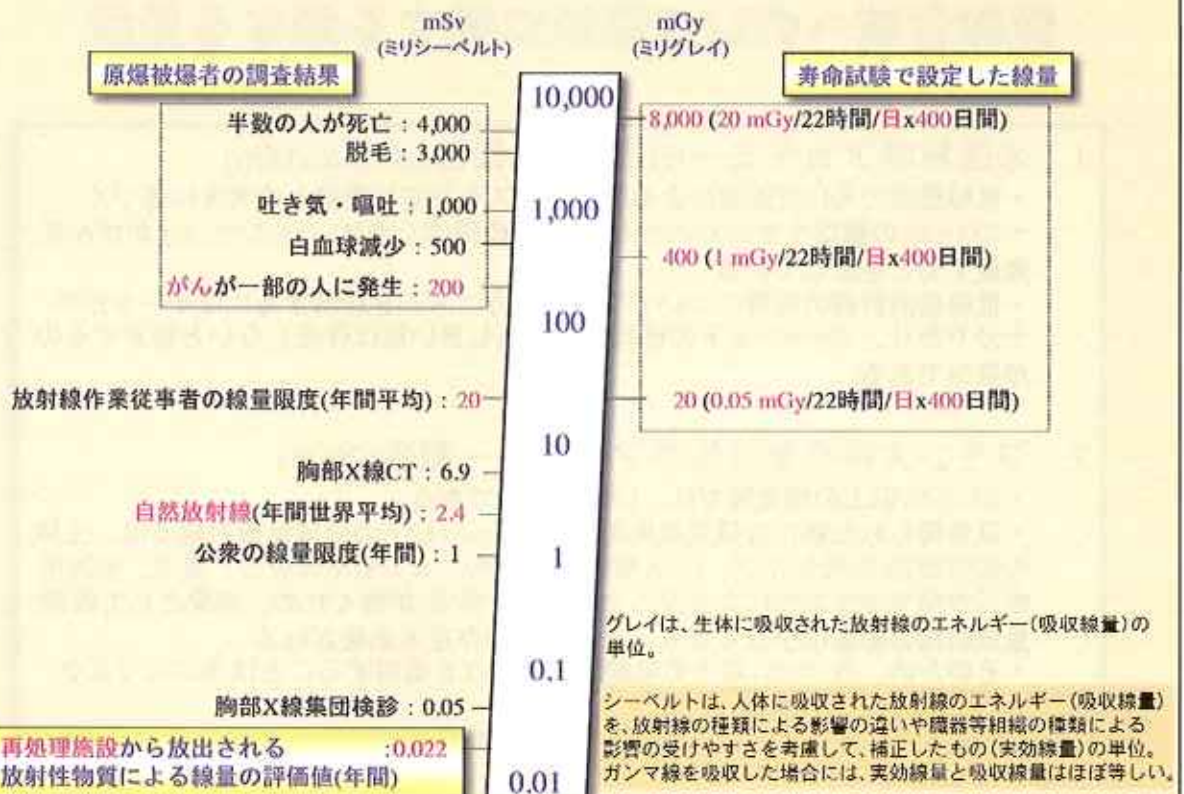 mSv
(ミリシーベルト)
mGy
(ミリグレイ)
原爆被爆者の調査結果
寿命試験で設定した線量
半数の人が死亡：4,000
脱毛：3,000
吐き気・嘔吐：1,000
白血球減少：500
がんが一部の人に発生：200
放射線作業従事者の線量限度(年間平均)：20
胸部X線CT：6.9
自然放射線(年間世界平均)：2.4
公衆の線量限度(年間)：1
胸部X線集団検診：0.05
再処理施設から放出される :0.022
放射性物質による線量の評価値(年間)
10,000
1,000
100
10
1
0.1
0.01
8,000 (20 mGy/22時間/日x400日間)
400 (1 mGy/22時間/日x400日間)
20 (0.05 mGy/22時間/日x400日間)
グレイは、生体に吸収された放射線のエネルギー(吸収線量)の
単位。
シーベルトは、人体に吸収された放射線のエネルギー(吸収線量)
を、放射線の種類による影響の違いや臓器等組織の種類による
影響の受けやすさを考慮して、補正したもの(実効線量)の単位。
ガンマ線を吸収した場合には、実効線量と吸収線量はほぼ等しい。